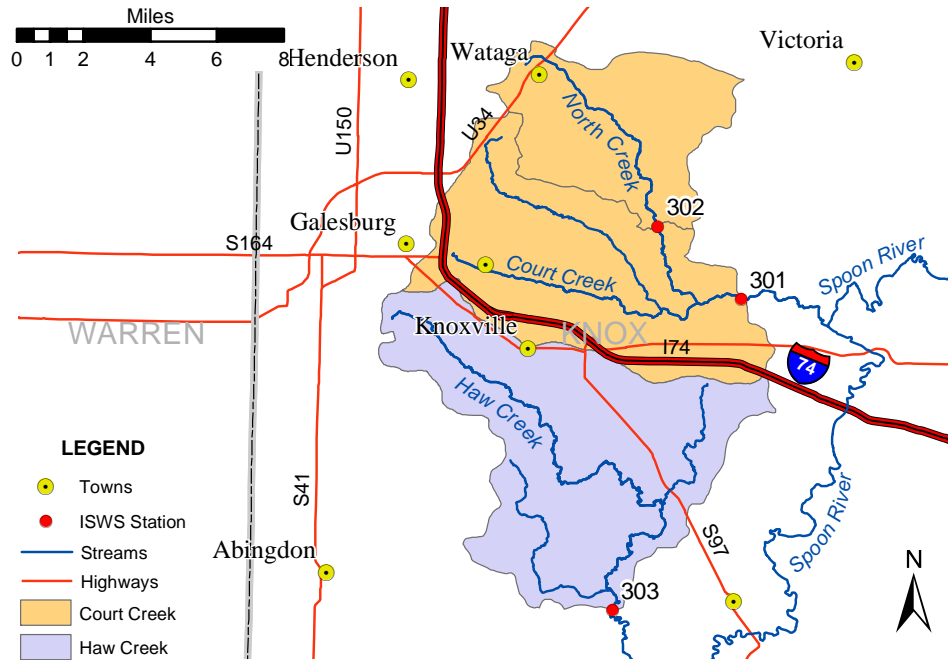 Miles
0 1 2 4 6 8
Henderson
Wataga
Victoria
U150
U34
North Creek
302
Galesburg
S164
Court Creek
301
Spoon River
Knoxville
WARREN
KNOX
I74
74
Haw Creek
LEGEND
Towns
ISWS Station
Streams
Highways
Court Creek
Haw Creek
S41
Abingdon
S97
Spoon River
303
N